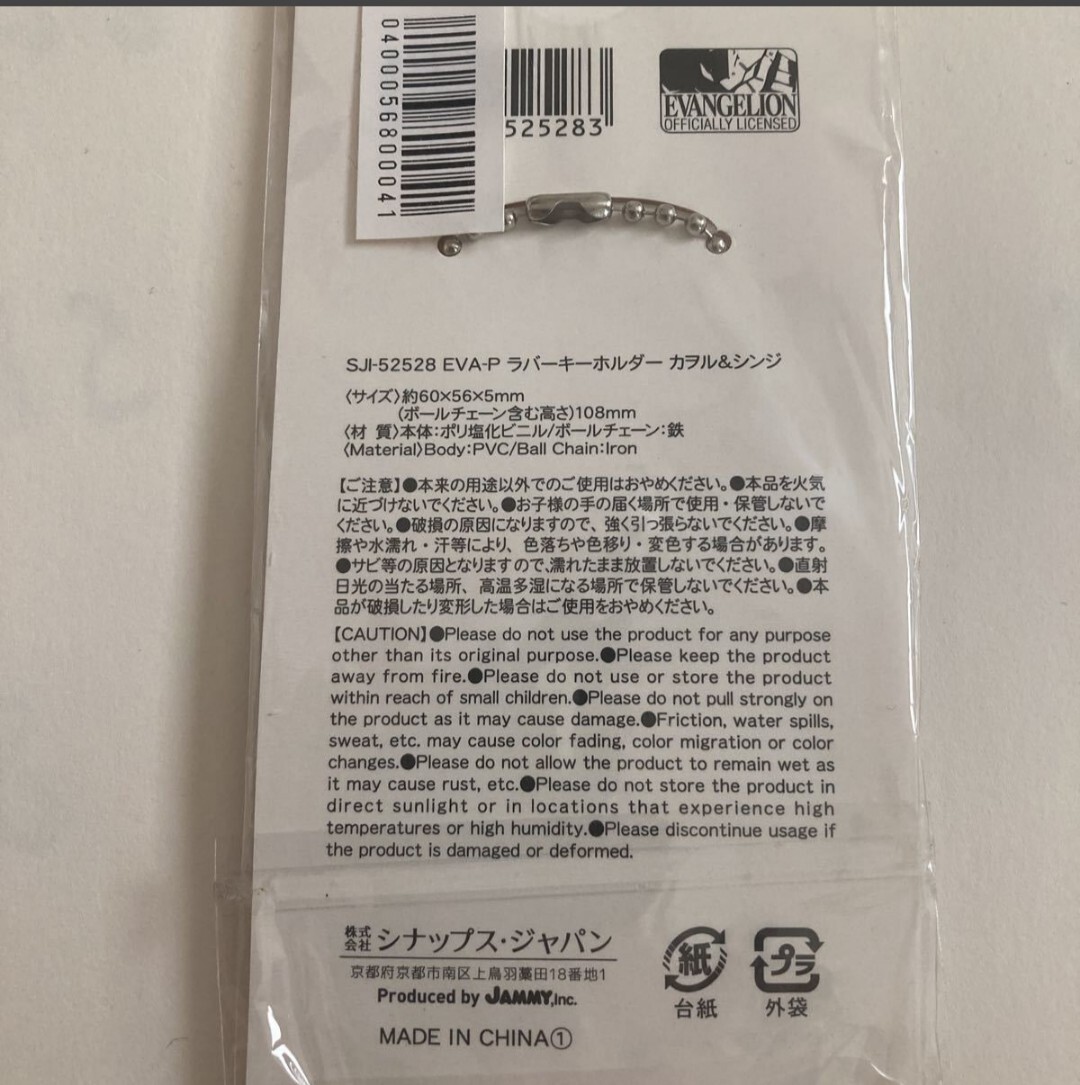 0400056800041
525283
EVANGELION
OFFICIALLY LICENSED
SJI-52528 EVA-P ラバーキーホルダー カヲル&シンジ
〈サイズ〉約60×56×5mm
(ボールチェーン含む高さ)108mm
〈材 質〉本体:ポリ塩化ビニル/ボールチェーン:鉄
〈Material〉Body:PVC/Ball Chain:Iron
【ご注意】●本来の用途以外でのご使用はおやめください。●本品を火気
に近づけないでください。●お子様の手の届く場所で使用・保管しないで
ください。●破損の原因になりますので、強く引っ張らないでください。●摩
擦や水濡れ・汗等により、色落ちや色移り・変色する場合があります。
●サビ等の原因となりますので、濡れたまま放置しないでください。●直射
日光の当たる場所、高温多湿になる場所で保管しないでください。●本
品が破損したり変形した場合はご使用をおやめください。
【CAUTION】●Please do not use the product for any purpose
other than its original purpose.●Please keep the product
away from fire.●Please do not use or store the product
within reach of small children.●Please do not pull strongly on
the product as it may cause damage.●Friction, water spills,
sweat, etc. may cause color fading, color migration or color
changes.●Please do not allow the product to remain wet as
it may cause rust, etc.●Please do not store the product in
direct sunlight or in locations that experience high
temperatures or high humidity.●Please discontinue usage if
the product is damaged or deformed.
株式会社 シナップス・ジャパン
京都府京都市南区上鳥羽藁田18番地1
Produced by JAMMY,Inc.
MADE IN CHINA①
紙
台紙
プラ
外袋